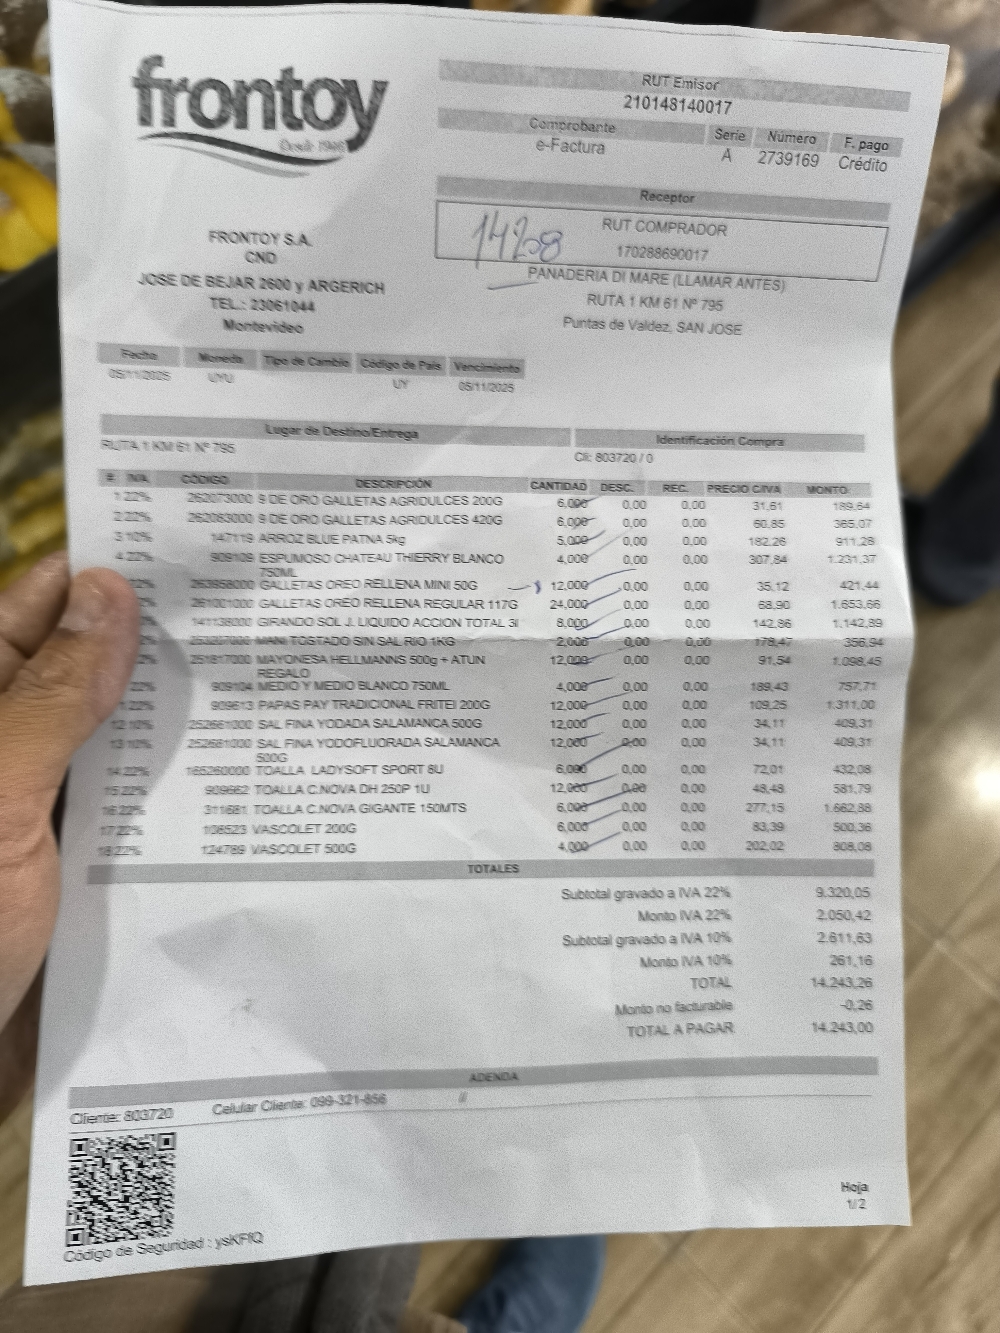 frontoy
Desde 1906
RUT Emisor
210148140017
Comprobante Serie Número F. pago
e-Factura A 2739169 Crédito
Receptor
14208
RUT COMPRADOR
170288690017
PANADERIA DI MARE (LLAMAR ANTES)
RUTA 1 KM 61 Nº 795
Puntas de Valdez, SAN JOSE
FRONTOY S.A.
CND
JOSE DE BEJAR 2600 y ARGERICH
TEL.: 23061044
Montevideo
Fecha Moneda Tipo de Cambio Código de País Vencimiento
05/11/2025 UYU UY 05/11/2025
Lugar de Destino/Entrega Identificación Compra
RUTA 1 KM 61 Nº 795 Cli: 803720 / 0
# IVA CÓDIGO DESCRIPCIÓN CANTIDAD DESC. REC. PRECIO C/IVA MONTO
1 22% 262073000 9 DE ORO GALLETAS AGRIDULCES 200G 6,000 0,00 0,00 31,61 189,64
2 22% 262063000 9 DE ORO GALLETAS AGRIDULCES 420G 6,000 0,00 0,00 60,85 365,07
3 10% 147119 ARROZ BLUE PATNA 5kg 5,000 0,00 0,00 182,26 911,28
4 22% 909109 ESPUMOSO CHATEAU THIERRY BLANCO 4,000 0,00 0,00 307,84 1.231,37
750ML
22% 263958000 GALLETAS OREO RELLENA MINI 50G 12,000 0,00 0,00 35,12 421,44
261001000 GALLETAS OREO RELLENA REGULAR 117G 24,000 0,00 0,00 68,90 1.653,66
141138000 GIRANDO SOL J. LIQUIDO ACCION TOTAL 3l 8,000 0,00 0,00 142,86 1.142,89
MANI TOSTADO SIN SAL RIO 1KG 2,000 0,00 0,00 178,47 356,94
251817000 MAYONESA HELLMANNS 500g + ATUN 12,000 0,00 0,00 91,54 1.098,45
REGALO
22% 909104 MEDIO Y MEDIO BLANCO 750ML 4,000 0,00 0,00 189,43 757,71
22% 909613 PAPAS PAY TRADICIONAL FRITEI 200G 12,000 0,00 0,00 109,25 1.311,00
12 10% 252661000 SAL FINA YODADA SALAMANCA 500G 12,000 0,00 0,00 34,11 409,31
13 10% 252681000 SAL FINA YODOFLUORADA SALAMANCA 12,000 0,00 0,00 34,11 409,31
500G
14 22% 165260000 TOALLA LADYSOFT SPORT 8U 6,000 0,00 0,00 72,01 432,08
15 22% 909662 TOALLA C.NOVA DH 250P 1U 12,000 0,00 0,00 48,48 581,79
16 22% 311681 TOALLA C.NOVA GIGANTE 150MTS 6,000 0,00 0,00 277,15 1.662,88
17 22% 106523 VASCOLET 200G 6,000 0,00 0,00 83,39 500,36
18 22% 124789 VASCOLET 500G 4,000 0,00 0,00 202,02 808,08
TOTALES
Subtotal gravado a IVA 22% 9.320,05
Monto IVA 22% 2.050,42
Subtotal gravado a IVA 10% 2.611,63
Monto IVA 10% 261,16
TOTAL 14.243,26
Monto no facturable -0,26
TOTAL A PAGAR 14.243,00
ADENDA
Cliente: 803720 Celular Cliente: 099-321-856 //
Hoja
1/2
Código de Seguridad : ysKFfQ